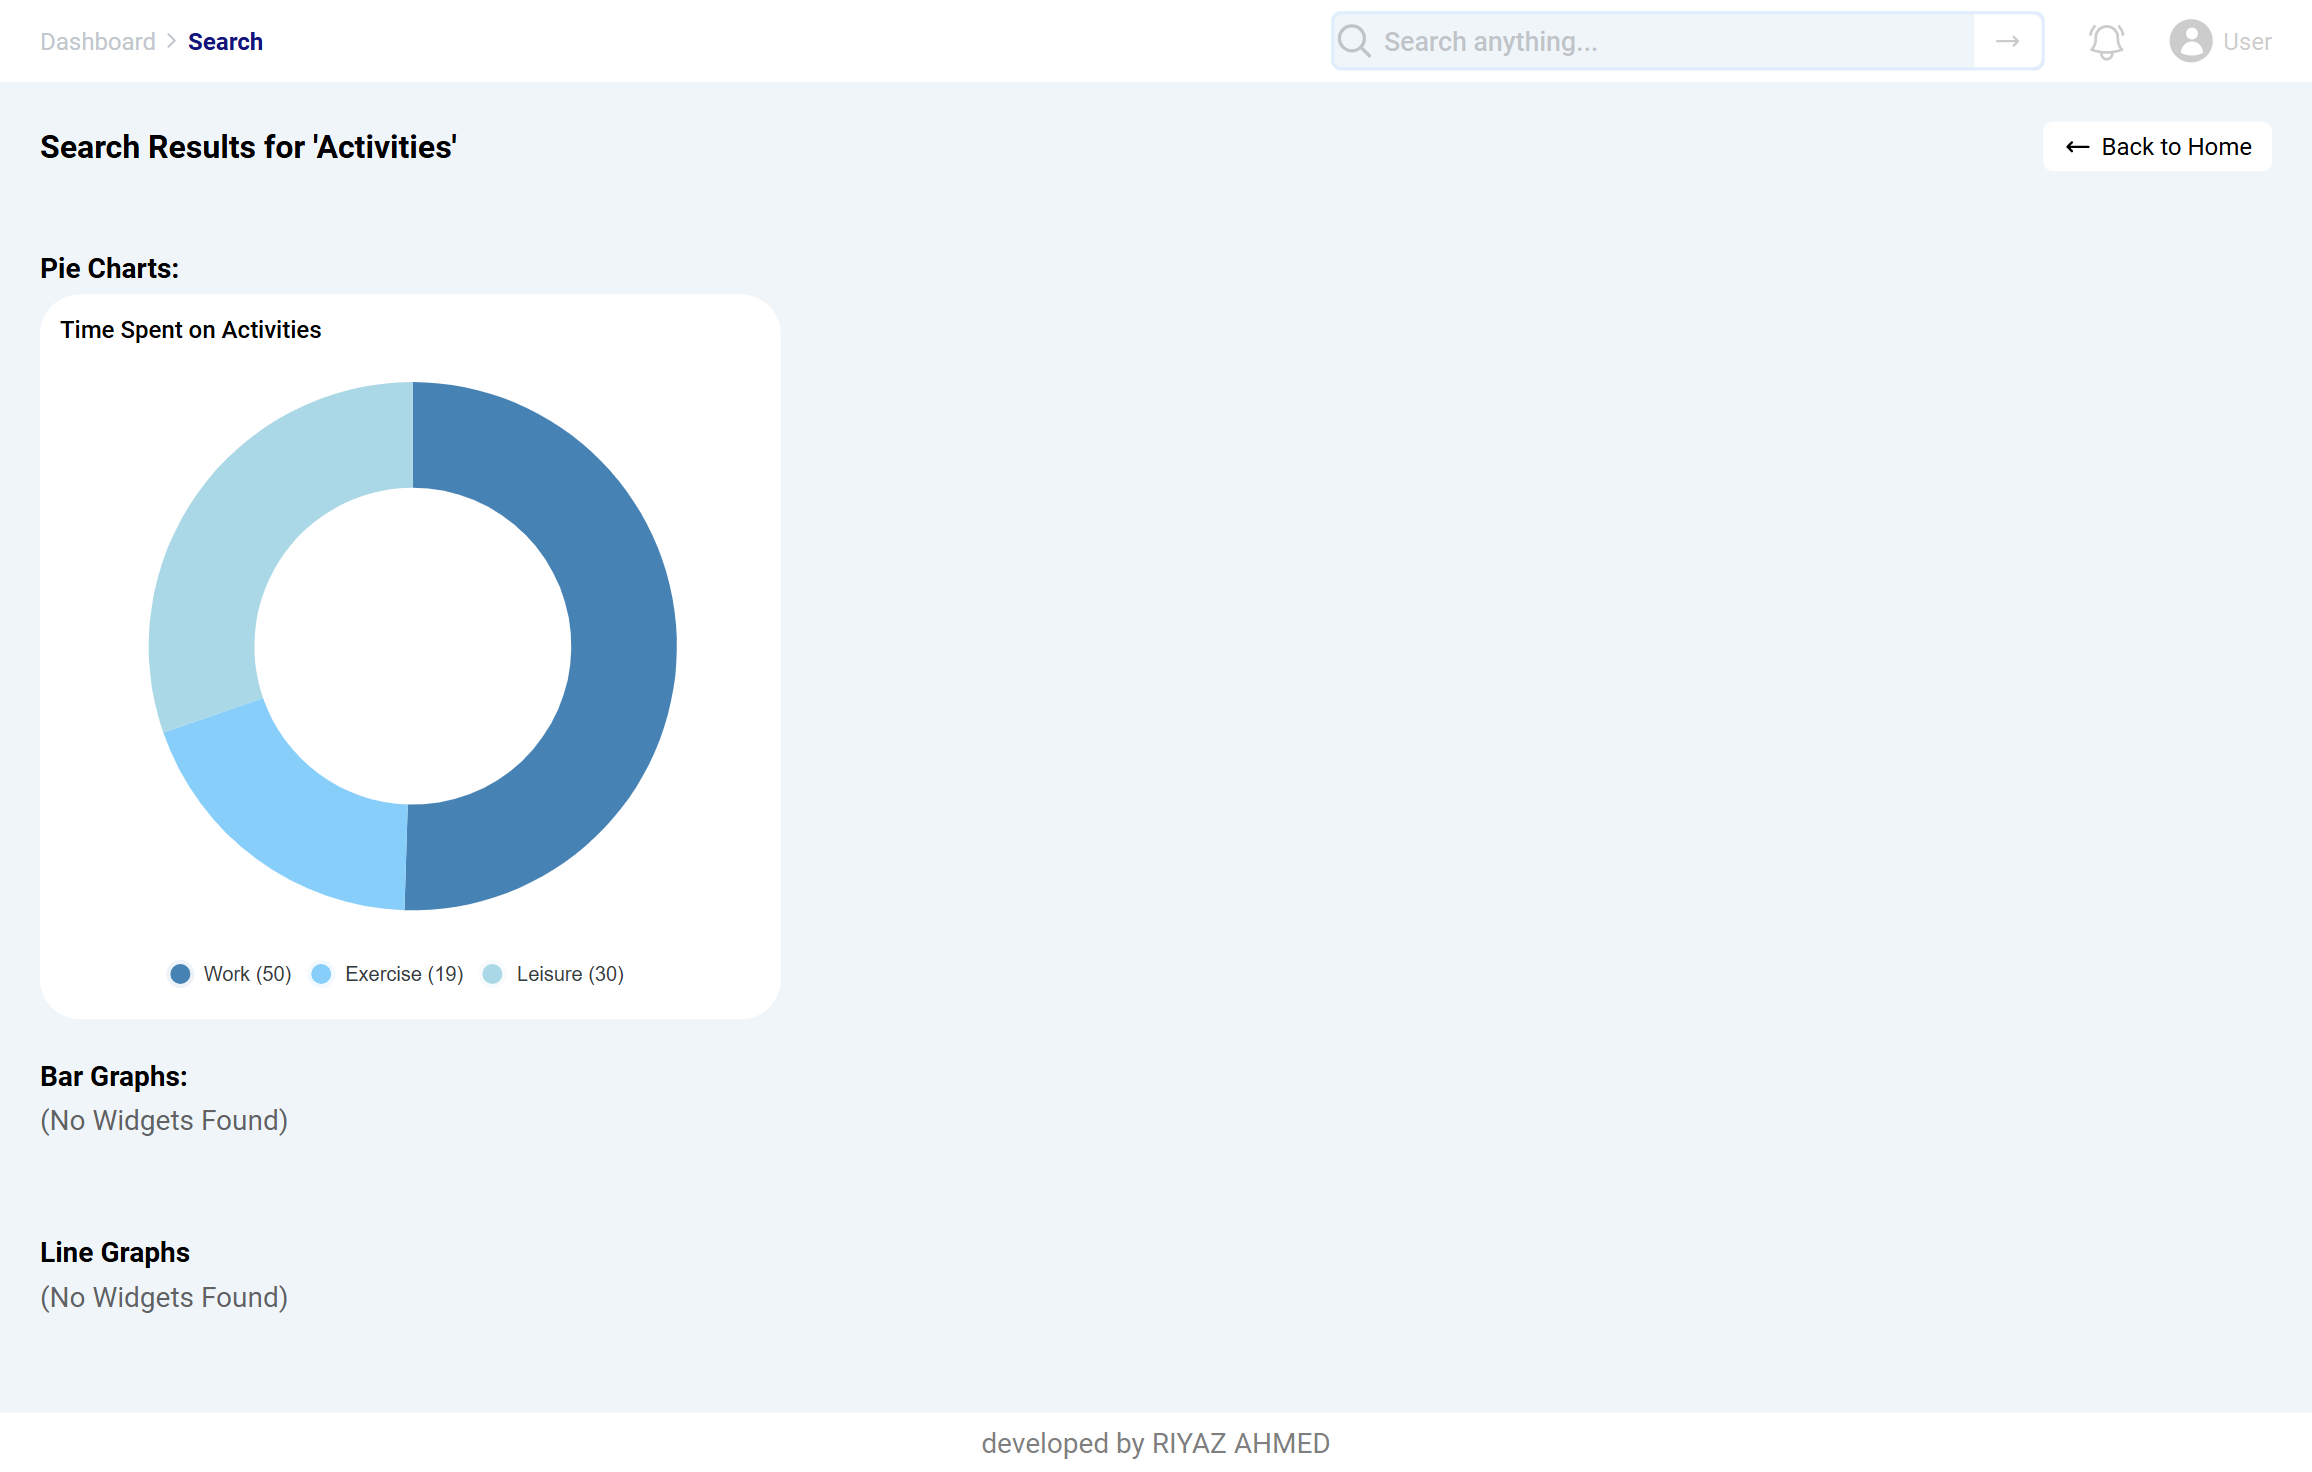 Dashboard > Search
Search anything...
User
Search Results for 'Activities'
Back to Home
Pie Charts:
Time Spent on Activities
Work (50) Exercise (19) Leisure (30)
Bar Graphs:
(No Widgets Found)
Line Graphs
(No Widgets Found)
developed by RIYAZ AHMED